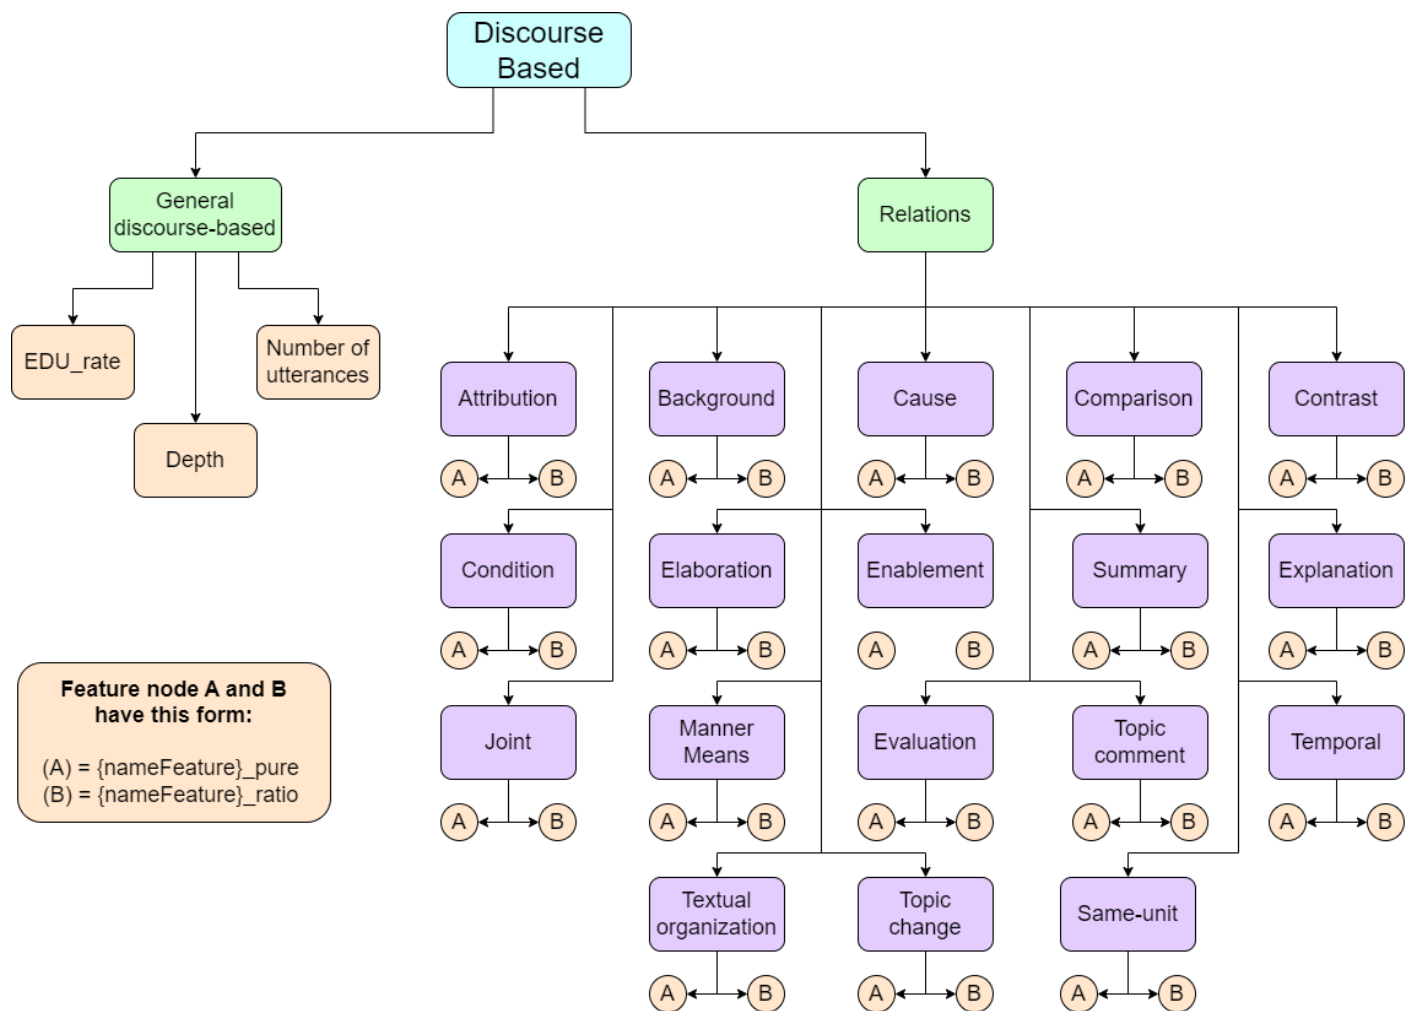 Discourse
Based
General
discourse-based
Relations
EDU_rate
Number of
utterances
Depth
Attribution
Background
Cause
Comparison
Contrast
A
B
A
B
A
B
A
B
A
B
Condition
Elaboration
Enablement
Summary
Explanation
A
B
A
B
A
B
A
B
A
B
Feature node A and B
have this form:
(A) = {nameFeature}_pure
(B) = {nameFeature}_ratio
Joint
Manner
Means
Evaluation
Topic
comment
Temporal
A
B
A
B
A
B
A
B
A
B
Textual
organization
Topic
change
Same-unit
A
B
A
B
A
B